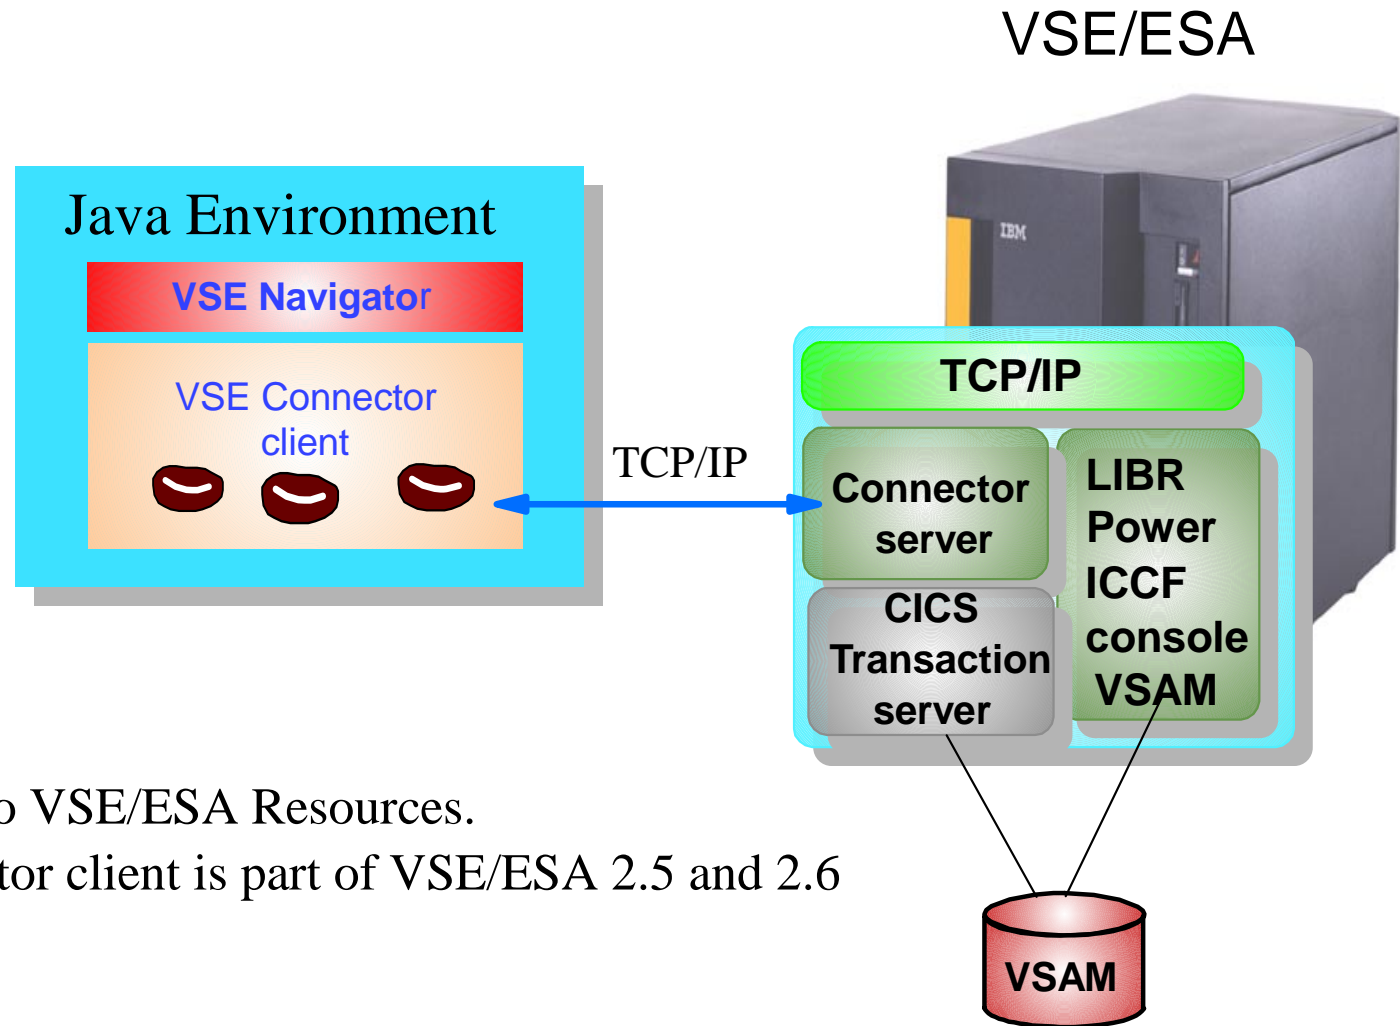 VSE/ESA
IBM
Java Environment
VSE Navigator
VSE Connector
client
TCP/IP
TCP/IP
Connector
server
CICS
Transaction
server
LIBR
Power
ICCF
console
VSAM
VSE/ESA Resources.
client is part of VSE/ESA 2.5 and 2.6
VSAM